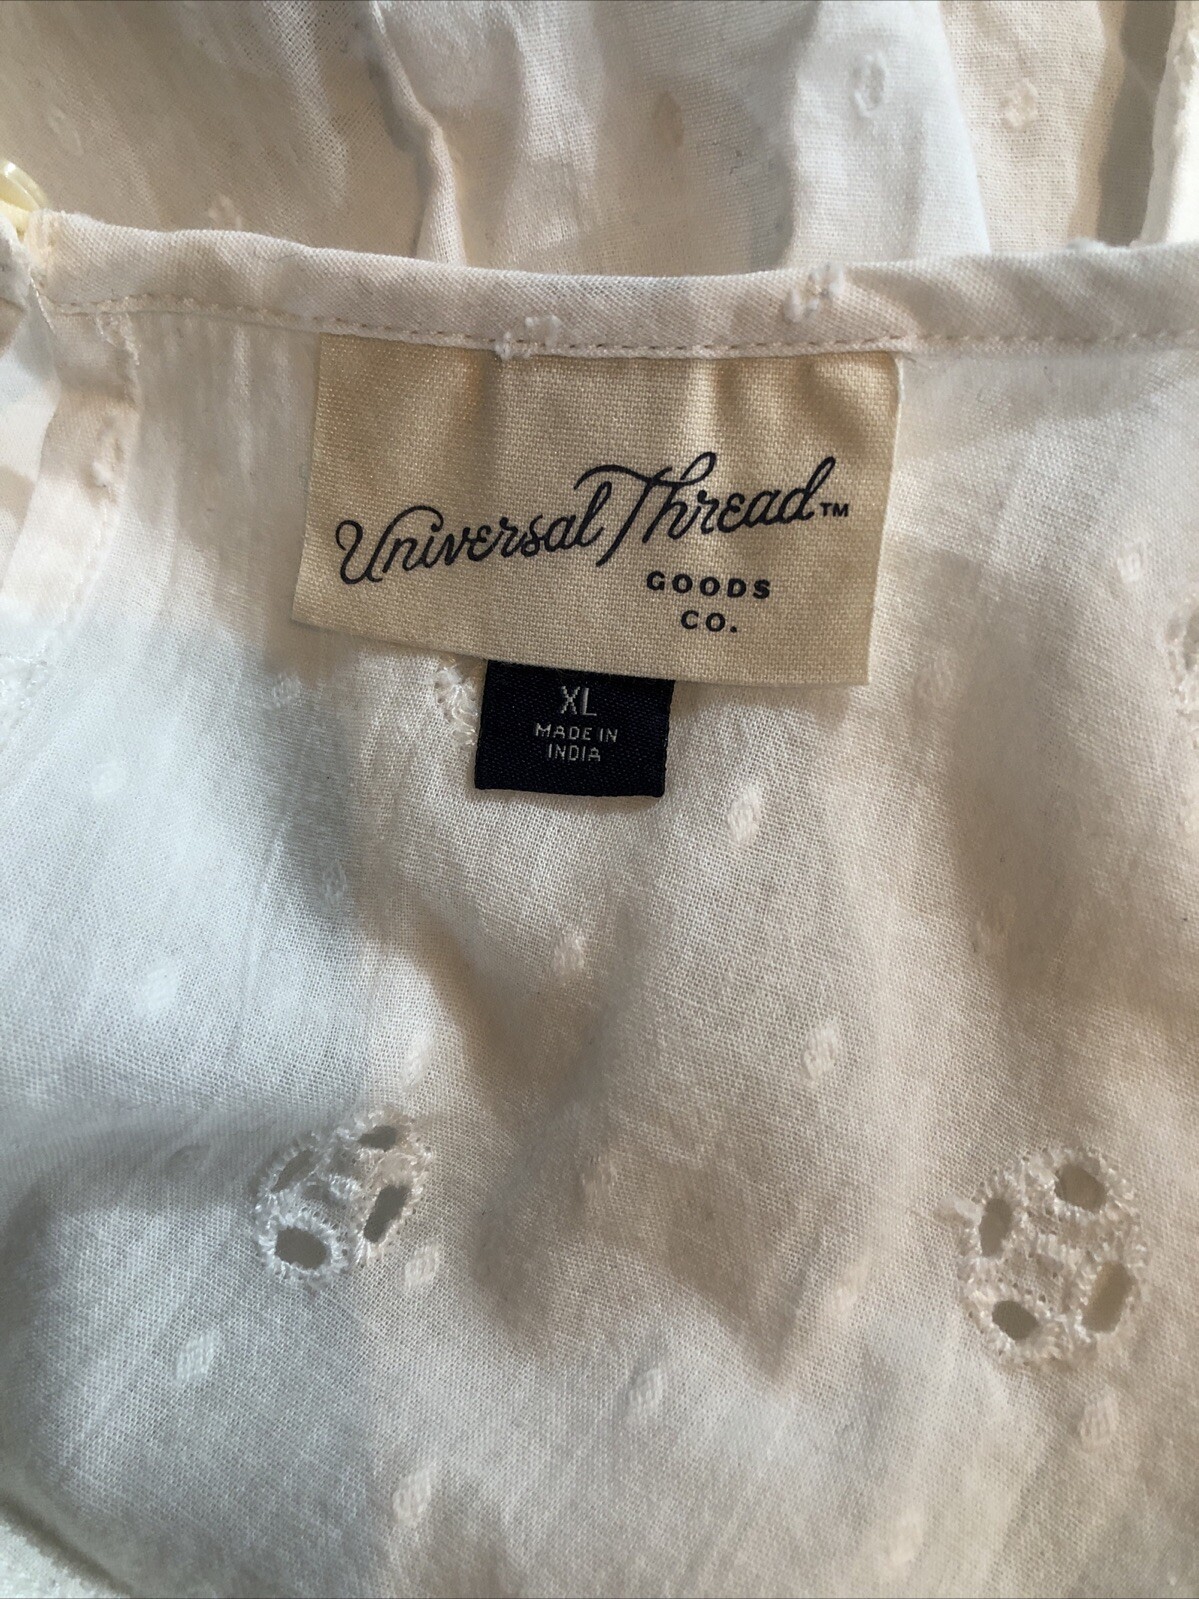 Universal Thread™
GOODS
CO.
XL
MADE IN
INDIA